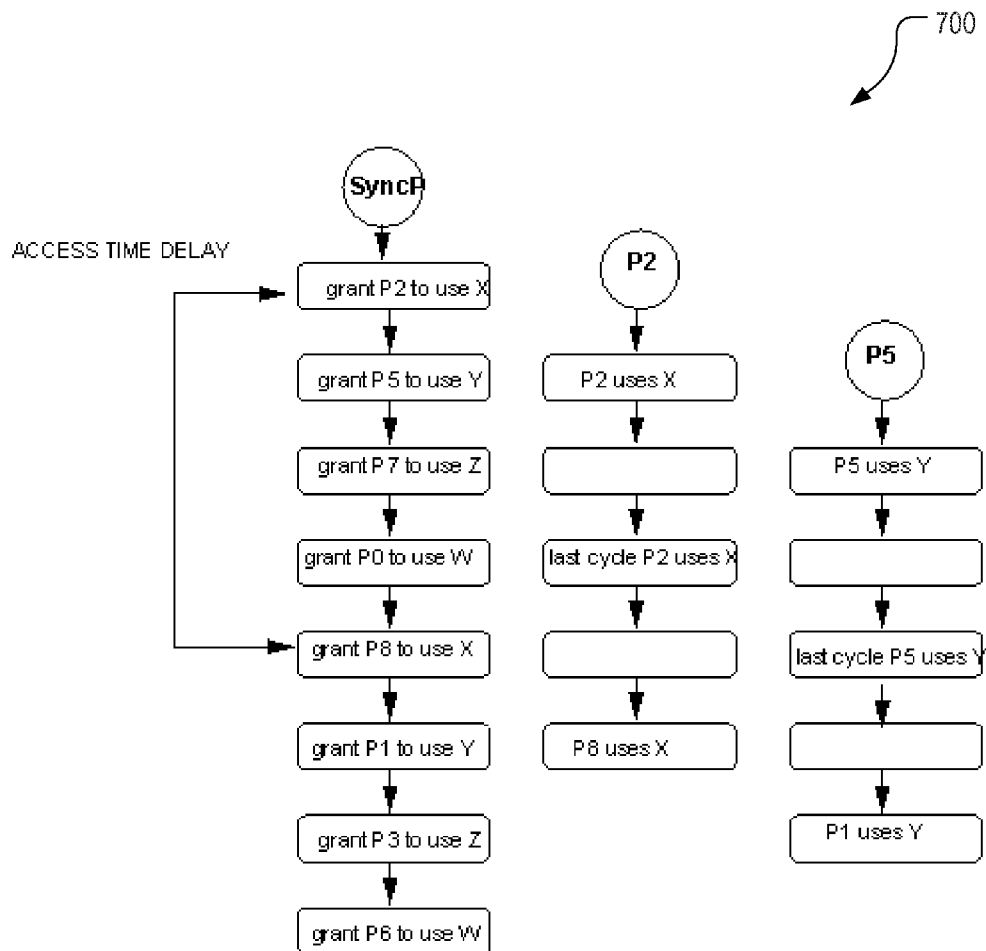 700
SyncP
ACCESS TIME DELAY
grant P2 to use X
grant P5 to use Y
grant P7 to use Z
grant P0 to use W
grant P8 to use X
grant P1 to use Y
grant P3 to use Z
grant P6 to use W
P2
P2 uses X
last cycle P2 uses X
P8 uses X
P5
P5 uses Y
last cycle P5 uses Y
P1 uses Y